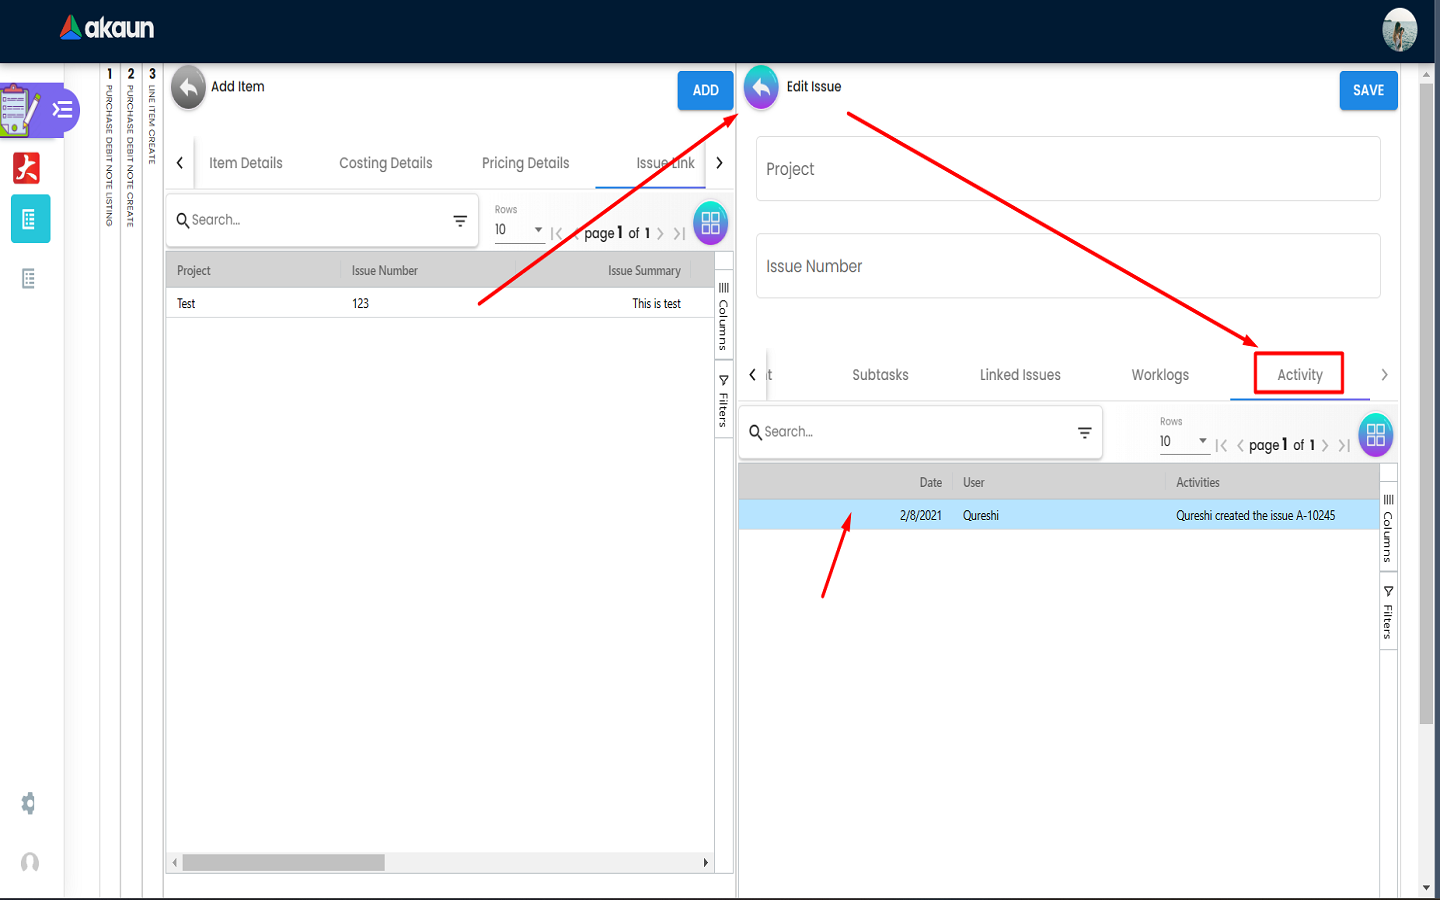 akaun
1 PURCHASE DEBIT NOTE LISTING
2 PURCHASE DEBIT NOTE CREATE
3 LINE ITEM CREATE
Add Item
ADD
Item Details
Costing Details
Pricing Details
Issue Link
Search...
Rows
10
page 1 of 1
Project
Issue Number
Issue Summary
Test
123
This is test
Columns
Filters
Edit Issue
SAVE
Project
Issue Number
Subtasks
Linked Issues
Worklogs
Activity
Search...
Rows
10
page 1 of 1
Date
User
Activities
2/8/2021
Qureshi
Qureshi created the issue A-10245
Columns
Filters